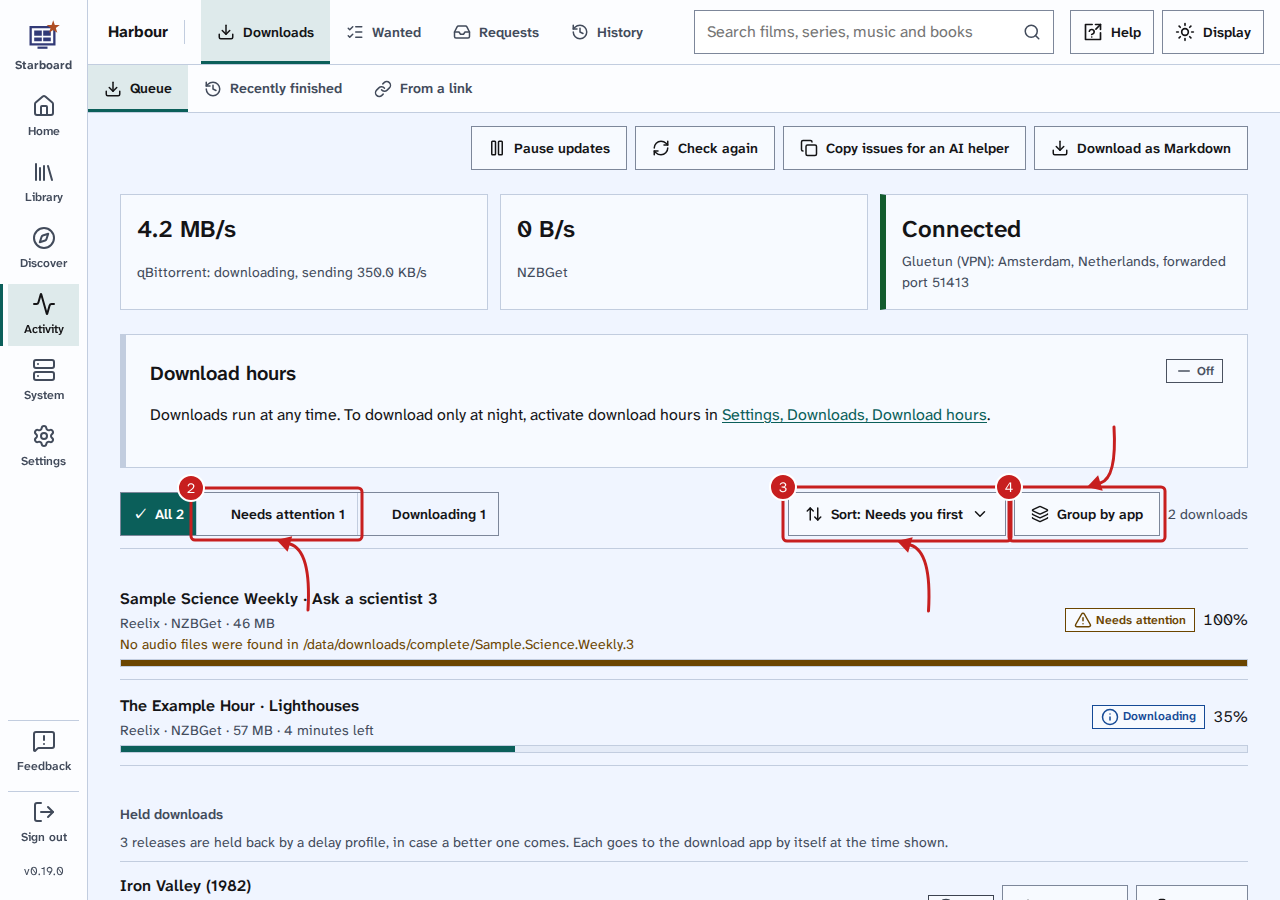 Starboard
Home
Library
Discover
Activity
System
Settings
Feedback
Sign out
v0.19.0
Harbour
Downloads
Wanted
Requests
History
Search films, series, music and books
Help
Display
Queue
Recently finished
From a link
Pause updates
Check again
Copy issues for an AI helper
Download as Markdown
4.2 MB/s
qBittorrent: downloading, sending 350.0 KB/s
0 B/s
NZBGet
Connected
Gluetun (VPN): Amsterdam, Netherlands, forwarded
port 51413
Download hours
Off
Downloads run at any time. To download only at night, activate download hours in Settings, Downloads, Download hours.
All 2
2
Needs attention 1
Downloading 1
3
Sort: Needs you first
4
Group by app
2 downloads
Sample Science Weekly · Ask a scientist 3
Reelix · NZBGet · 46 MB
No audio files were found in /data/downloads/complete/Sample.Science.Weekly.3
Needs attention
100%
The Example Hour · Lighthouses
Reelix · NZBGet · 57 MB · 4 minutes left
Downloading
35%
Held downloads
3 releases are held back by a delay profile, in case a better one comes. Each goes to the download app by itself at the time shown.
Iron Valley (1982)